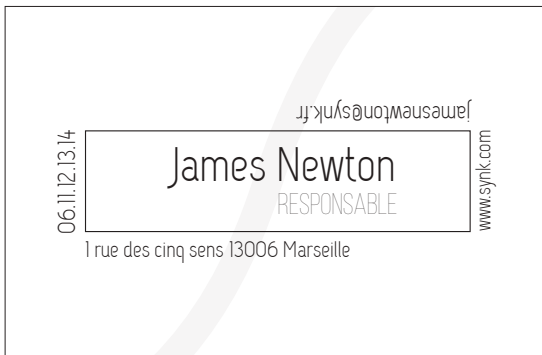 jamesnewton@synk.fr
06.11.12.13.14
James Newton
RESPONSABLE
www.synk.com
1 rue des cinq sens 13006 Marseille